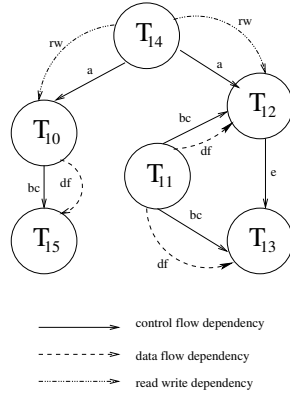 T14
rw
rw
a
a
T10
T12
bc
df
bc
df
T11
e
bc
df
T15
T13
control flow dependency
data flow dependency
read write dependency